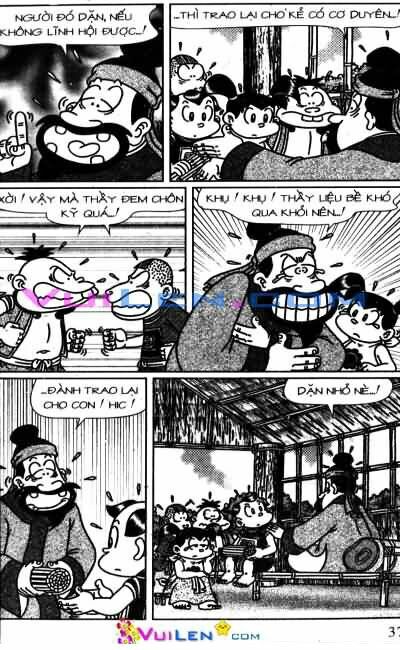 NGƯỜI ĐÓ DẶN, NẾU
KHÔNG LĨNH HỘI ĐƯỢC...!
...THÌ TRAO LẠI CHO KẺ CÓ CƠ DUYÊN...!
XỜI! VẬY MÀ THẦY ĐEM CHÔN
KỸ QUÁ...!
KHỤ! KHỤ! THẦY LIỆU BỀ KHÓ
QUA KHỎI NÊN...!
VUILEN.COM
...ĐÀNH TRAO LẠI
CHO CON! HIC!
DẶN NHỎ NÈ...!
37
VUILEN.COM